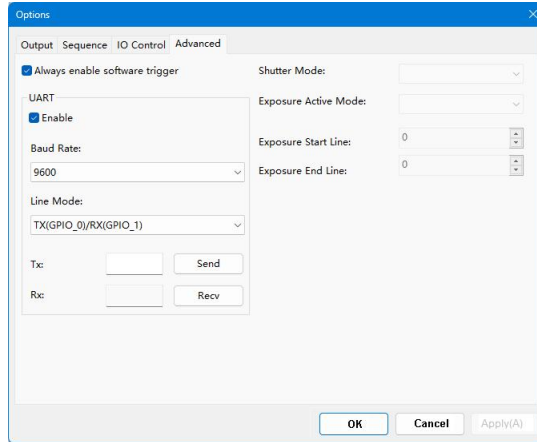 Options
Output Sequence IO Control Advanced
Always enable software trigger
UART
Enable
Baud Rate:
9600
Line Mode:
TX(GPIO_0)/RX(GPIO_1)
Tx: Send
Rx: Recv
Shutter Mode:
Exposure Active Mode:
Exposure Start Line: 0
Exposure End Line: 0
OK Cancel Apply(A)